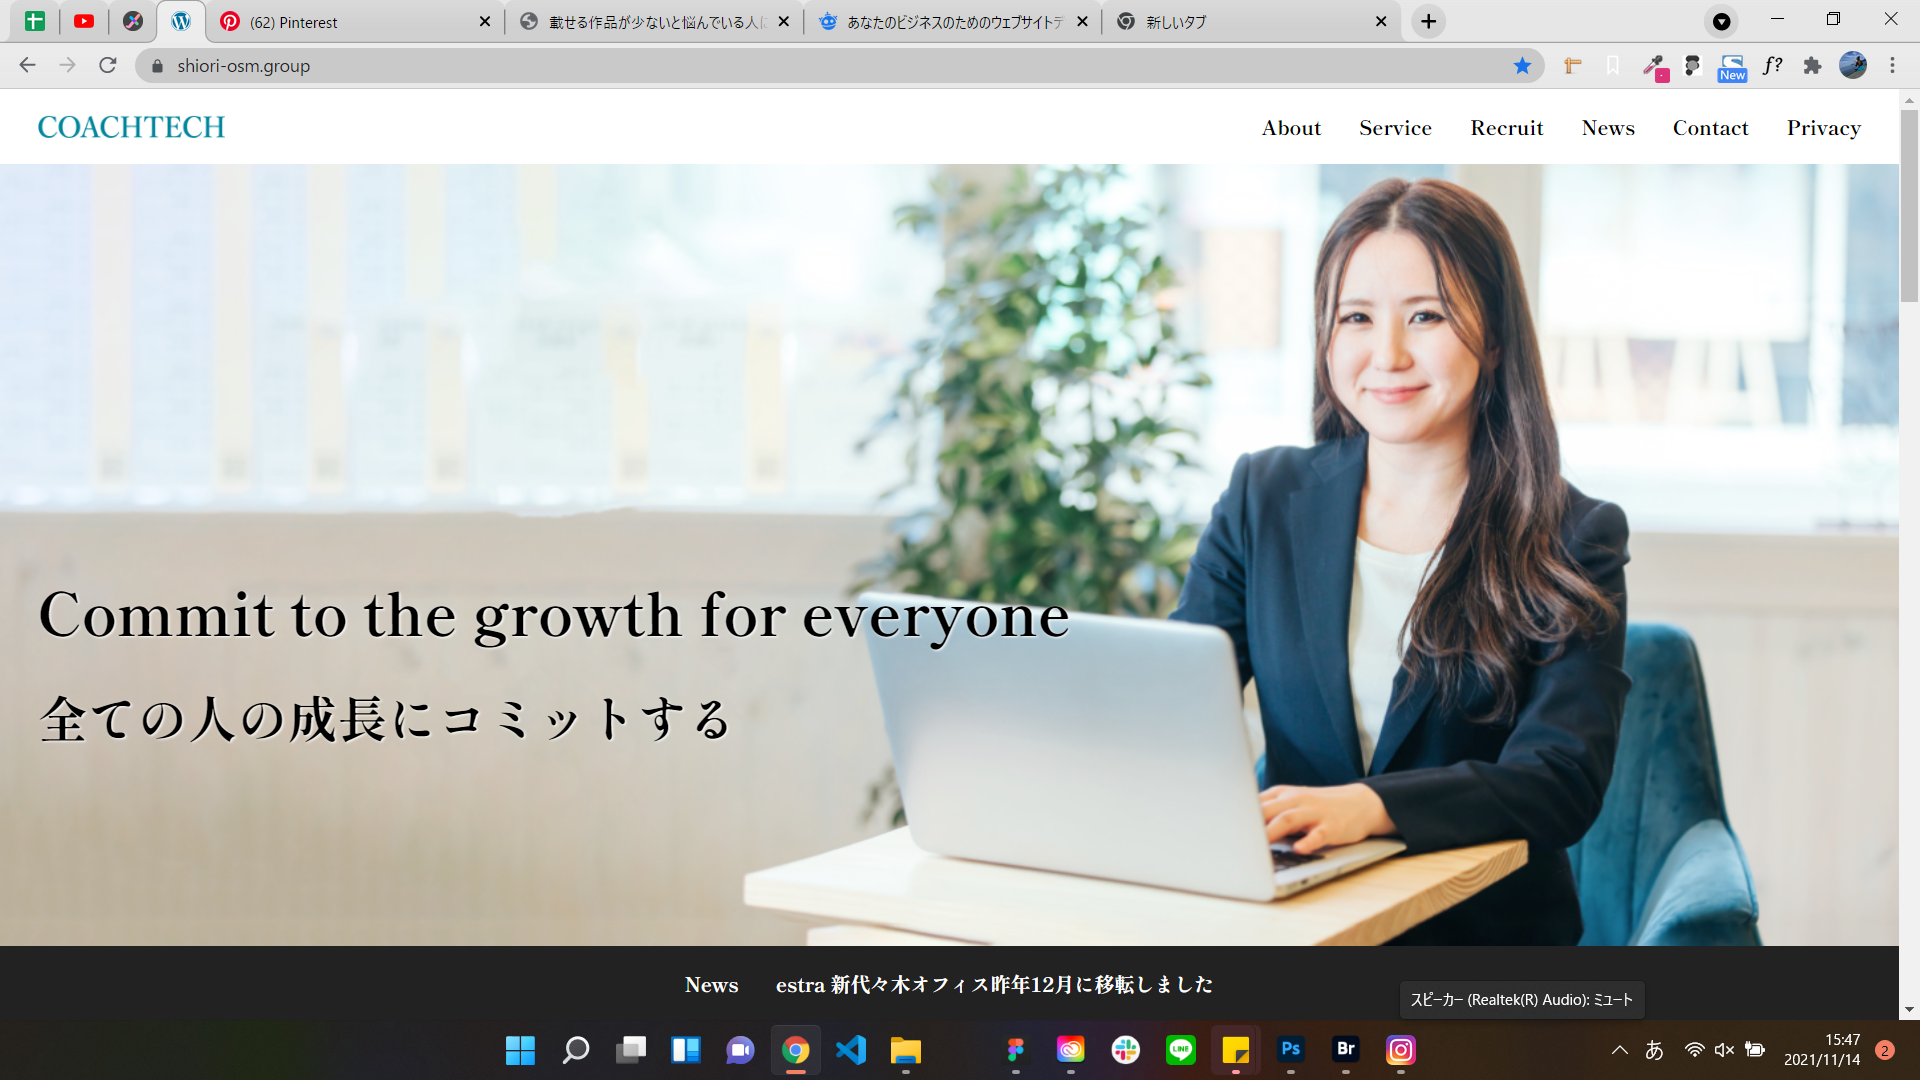 (62) Pinterest
載せる作品が少ないと悩んでいる人に
あなたのビジネスのためのウェブサイトデ
新しいタブ
shiori-osm.group
New
f?
COACHTECH
About Service Recruit News Contact Privacy
Commit to the growth for everyone
全ての人の成長にコミットする
News estra 新代々木オフィス昨年12月に移転しました
スピーカー (Realtek(R) Audio): ミュート
LINE
Ps
Br
あ
15:47
2021/11/14
2